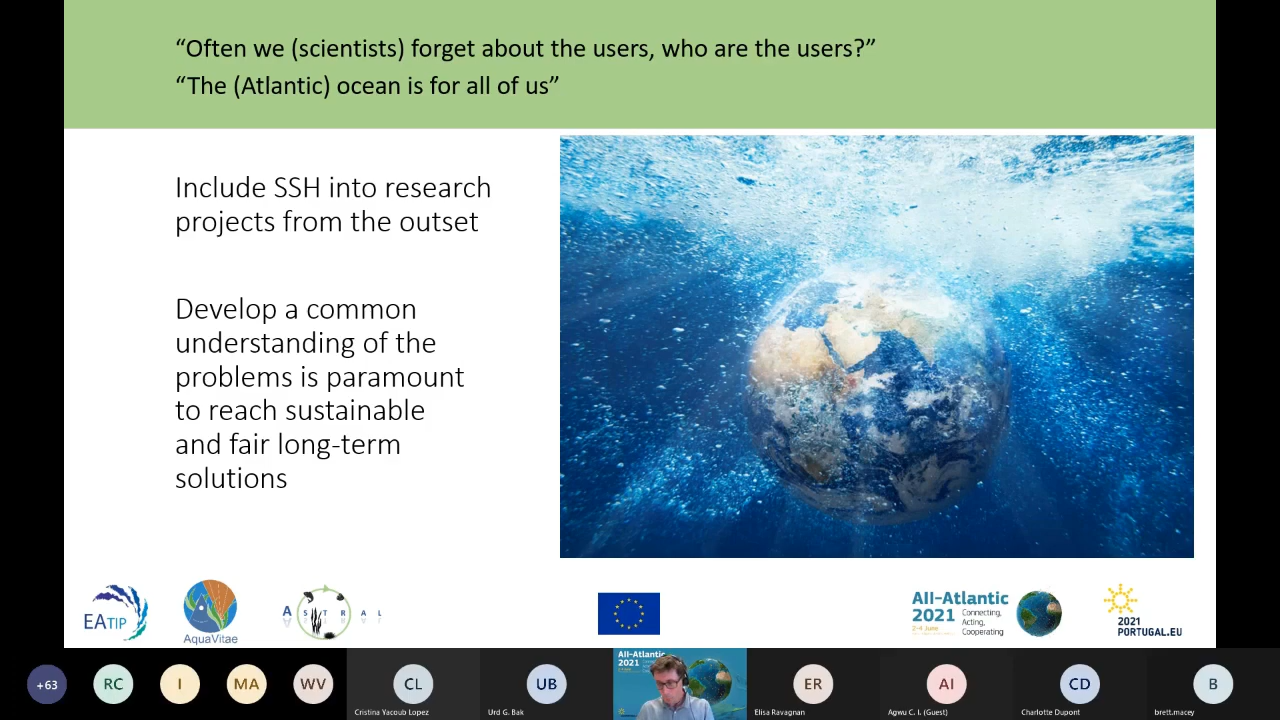 “Often we (scientists) forget about the users, who are the users?”
“The (Atlantic) ocean is for all of us”
Include SSH into research
projects from the outset
Develop a common
understanding of the
problems is paramount
to reach sustainable
and fair long-term
solutions
EATIP
AquaVitae
ASTRAL
All-Atlantic
2021
2-4 June
Connecting,
Acting,
Cooperating
2021
PORTUGAL.EU
+63
RC
I
MA
WV
CL
Cristina Yacoub Lopez
UB
Urd G. Bak
All-Atlantic
2021
ER
Elisa Ravagnan
AI
Agwu C. I. (Guest)
CD
Charlotte Dupont
B
brett.macey